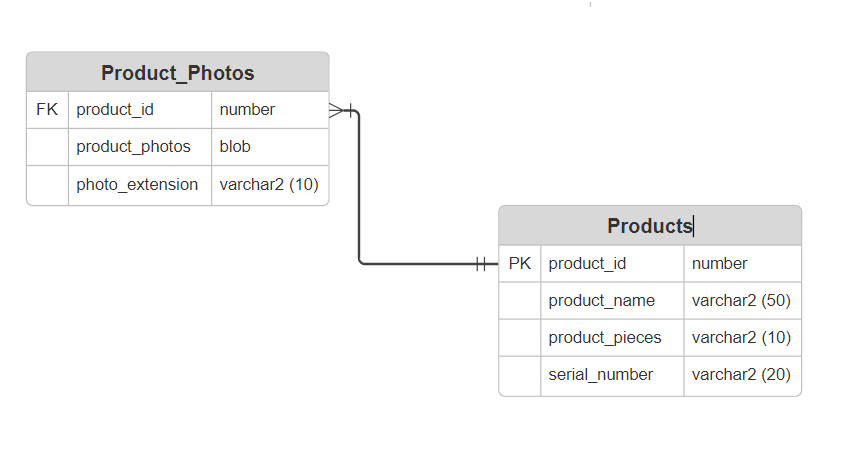 Product_Photos
FK product_id number
product_photos blob
photo_extension varchar2 (10)
Products
PK product_id number
product_name varchar2 (50)
product_pieces varchar2 (10)
serial_number varchar2 (20)